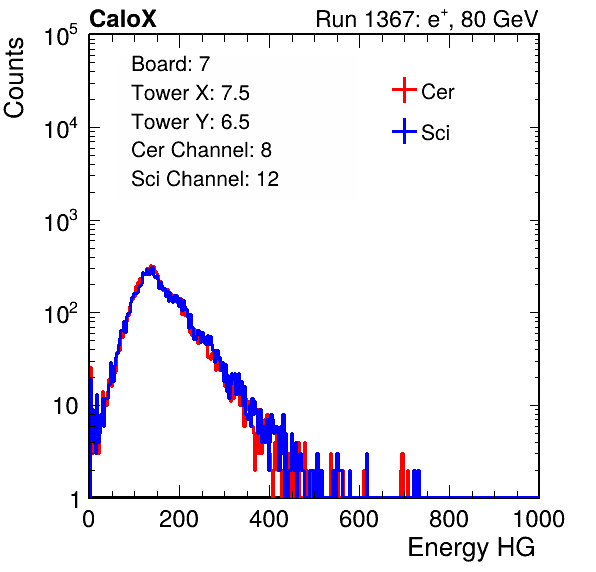 CaloX Run 1367: e⁺, 80 GeV
Counts
10⁵
10⁴
10³
10²
10
1
Board: 7
Tower X: 7.5
Tower Y: 6.5
Cer Channel: 8
Sci Channel: 12
Cer
Sci
0 200 400 600 800 1000
Energy HG